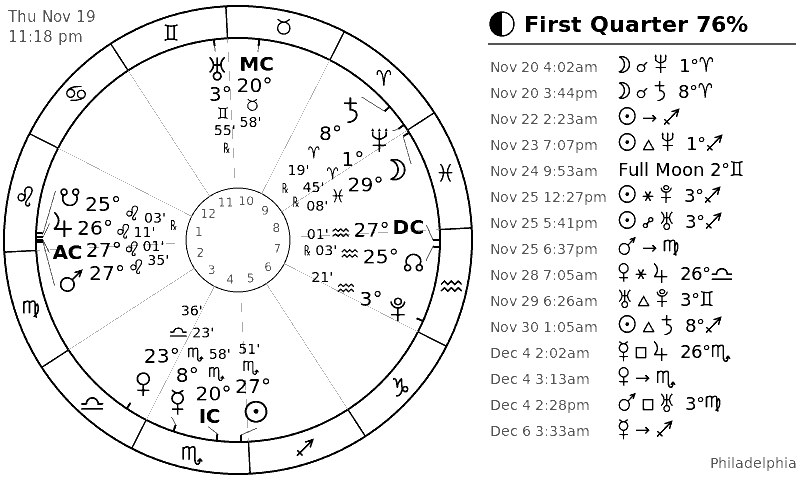 Thu Nov 19
11:18 pm
♊ ♉ ♈ ♓ ♒ ♑ ♐ ♏ ♎ ♍ ♌ ♋
♅ 3° ♊ 55' ℞
MC 20° ♉ 58'
♄ 8° ♈ 19' ℞
♆ 1° ♈ 45' ℞
☽ 29° ♓ 08'
☋ 25° ♌ 03' ℞
♃ 26° ♌ 11'
AC 27° ♌ 01'
♂ 27° ♌ 35'
01' ♒ 27° DC
℞ 03' ♒ 25° ☊
21' ♒ 3° ♇
♀ 23° ♎ 36'
☿ 8° ♏ 23'
IC 20° ♏ 58'
☉ 27° ♏ 51'
1 2 3 4 5 6 7 8 9 10 11 12
First Quarter 76%
Nov 20 4:02am ☽ ☌ ♆ 1°♈
Nov 20 3:44pm ☽ ☌ ♄ 8°♈
Nov 22 2:23am ☉ → ♐
Nov 23 7:07pm ☉ △ ♆ 1°♐
Nov 24 9:53am Full Moon 2°♊
Nov 25 12:27pm ☉ ⚹ ♇ 3°♐
Nov 25 5:41pm ☉ ☍ ♅ 3°♐
Nov 25 6:37pm ♂ → ♍
Nov 28 7:05am ♀ ⚹ ♃ 26°♎
Nov 29 6:26am ♅ △ ♇ 3°♊
Nov 30 1:05am ☉ △ ♄ 8°♐
Dec 4 2:02am ☿ □ ♃ 26°♏
Dec 4 3:13am ♀ → ♏
Dec 4 2:28pm ♂ □ ♅ 3°♍
Dec 6 3:33am ☿ → ♐
Philadelphia